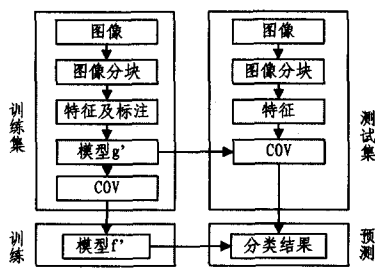 图像
图像分块
特征及标注
模型g'
COV
训练集
图像
图像分块
特征
COV
测试集
训练
模型f'
分类结果
预测